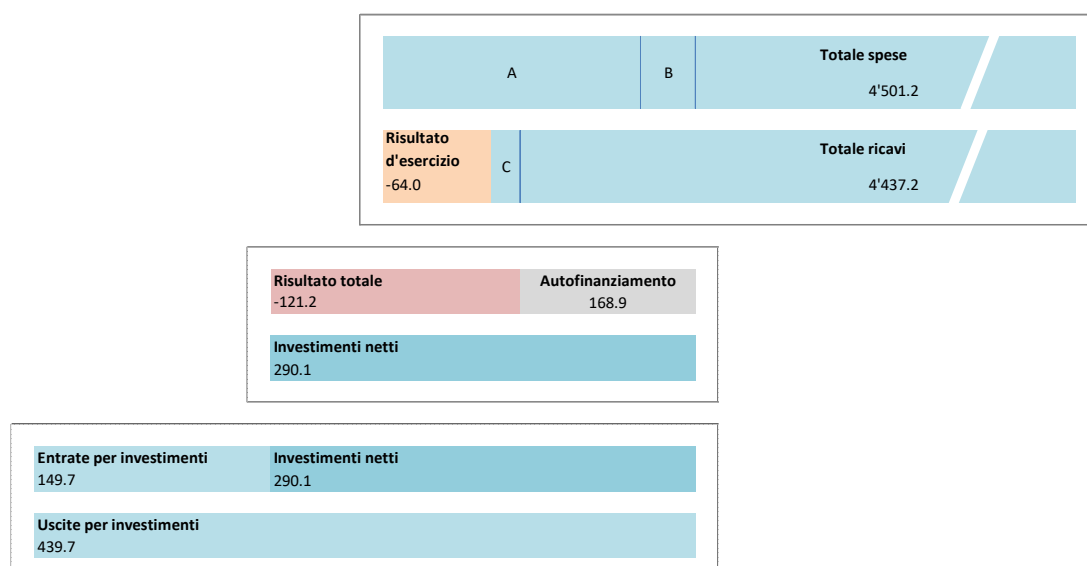 A
B
Totale spese
4'501.2
Risultato
d'esercizio
-64.0
C
Totale ricavi
4'437.2
Risultato totale
-121.2
Autofinanziamento
168.9
Investimenti netti
290.1
Entrate per investimenti
149.7
Investimenti netti
290.1
Uscite per investimenti
439.7